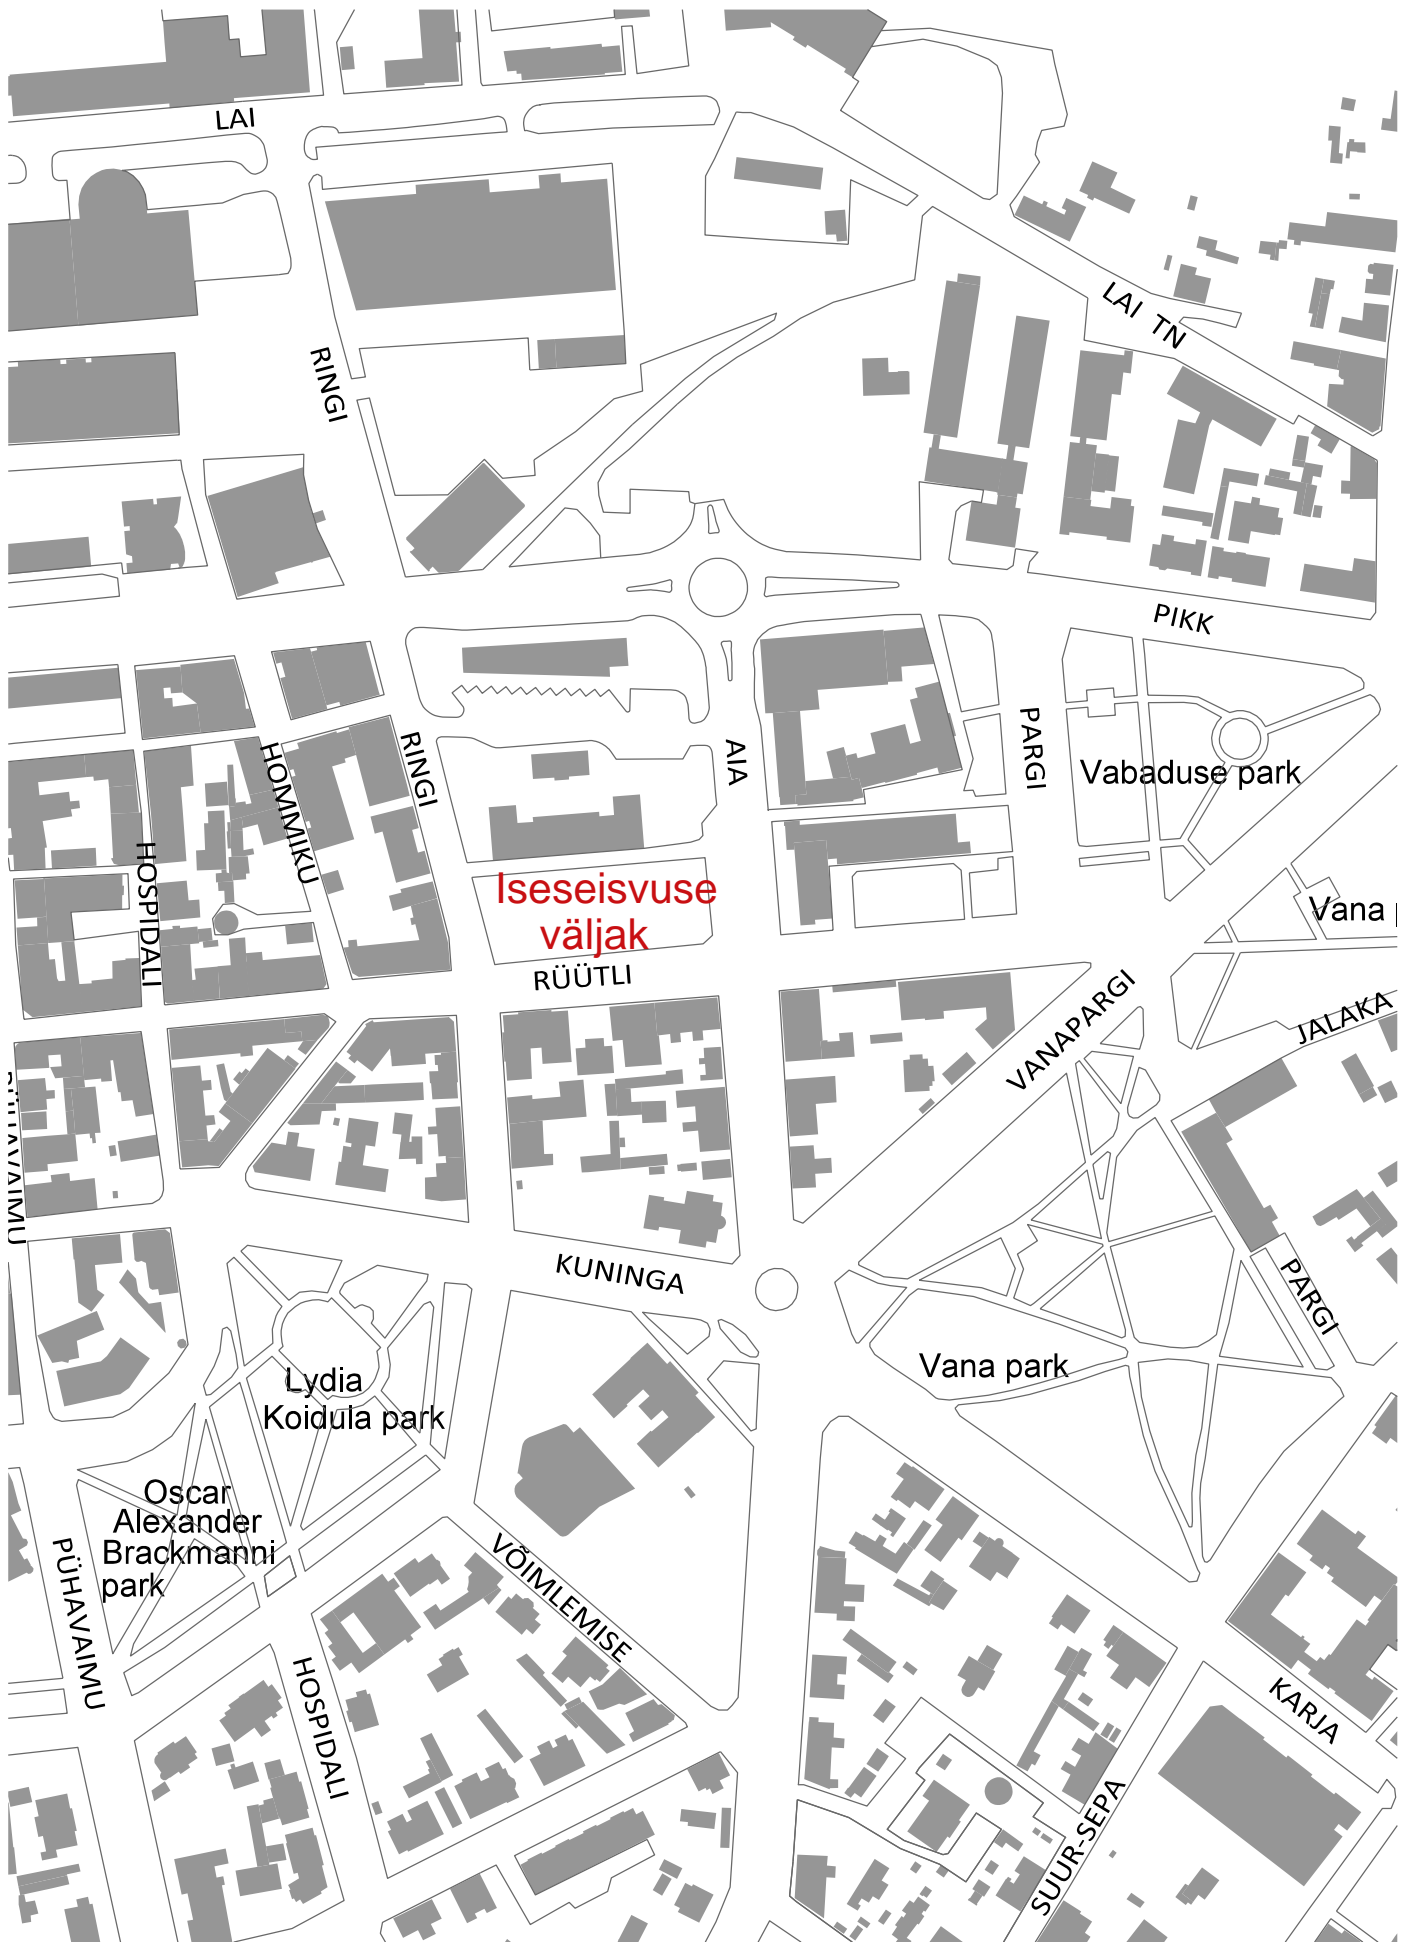 LAI
LAI TN
RINGI
PIKK
PARGI
Vabaduse park
AIA
RINGI
HOMMIKU
HOSPIDALI
Iseseisvuse
väljak
Vana
RÜÜTLI
VANAPARGI
JALAKA
PÜHAVAIMU
KUNINGA
PARGI
Vana park
Lydia
Koidula park
Oscar
Alexander
Brackmanni
park
PÜHAVAIMU
VÕIMLEMISE
HOSPIDALI
KARJA
SUUR-SEPA